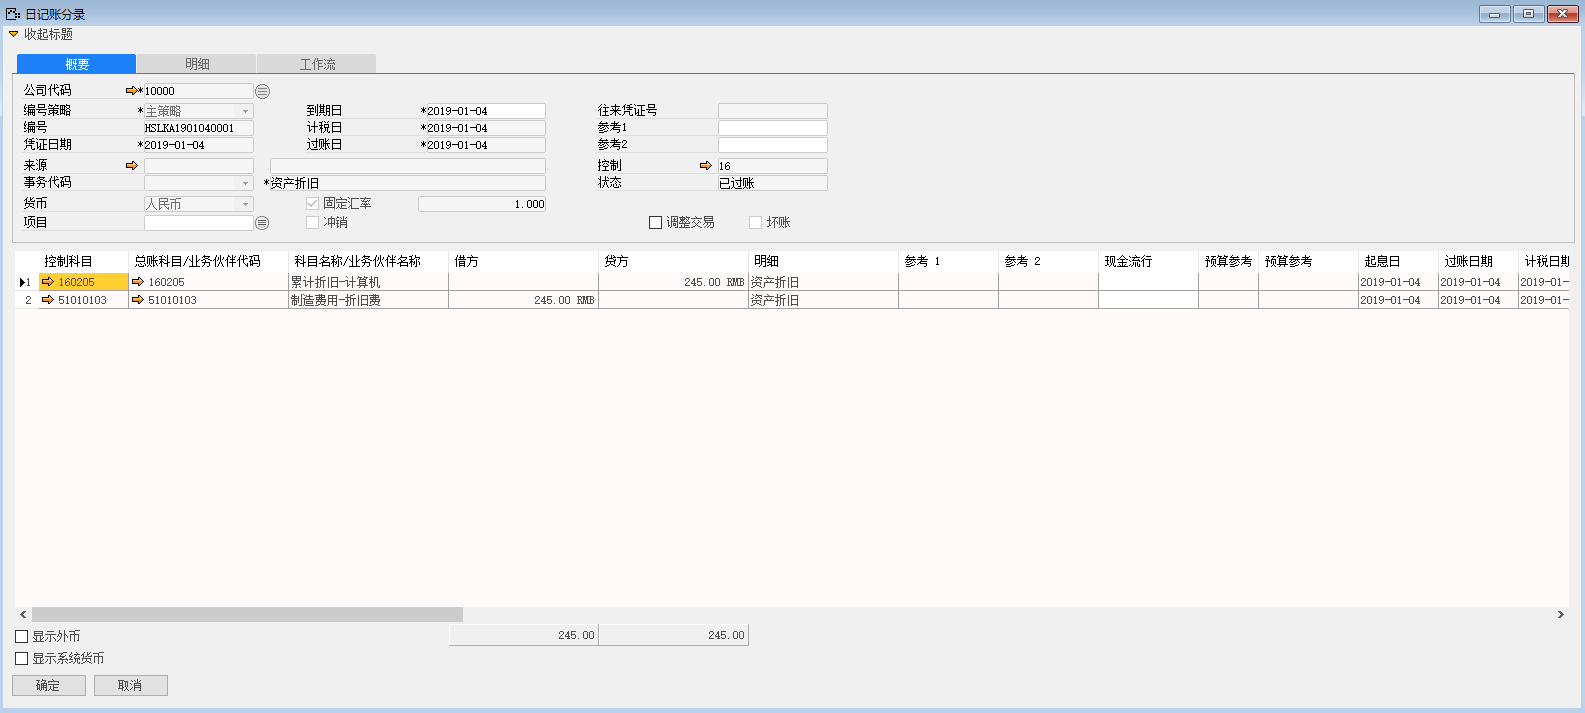 日记账分录
收起标题
概要 明细 工作流
公司代码 *10000
编号策略 *主策略 到期日 *2019-01-04 往来凭证号
编号 HSLKA1901040001 计税日 *2019-01-04 参考1
凭证日期 *2019-01-04 过账日 *2019-01-04 参考2
来源 控制 16
事务代码 *资产折旧 状态 已过账
货币 人民币 固定汇率 1.000
项目 冲销 调整交易 坏账
控制科目 总账科目/业务伙伴代码 科目名称/业务伙伴名称 借方 贷方 明细 参考 1 参考 2 现金流行 预算参考 预算参考 起息日 过账日期 计税日期
1 160205 160205 累计折旧-计算机 245.00 RMB 资产折旧 2019-01-04 2019-01-04 2019-01-
2 51010103 51010103 制造费用-折旧费 245.00 RMB 资产折旧 2019-01-04 2019-01-04 2019-01-
显示外币 245.00 245.00
显示系统货币
确定 取消